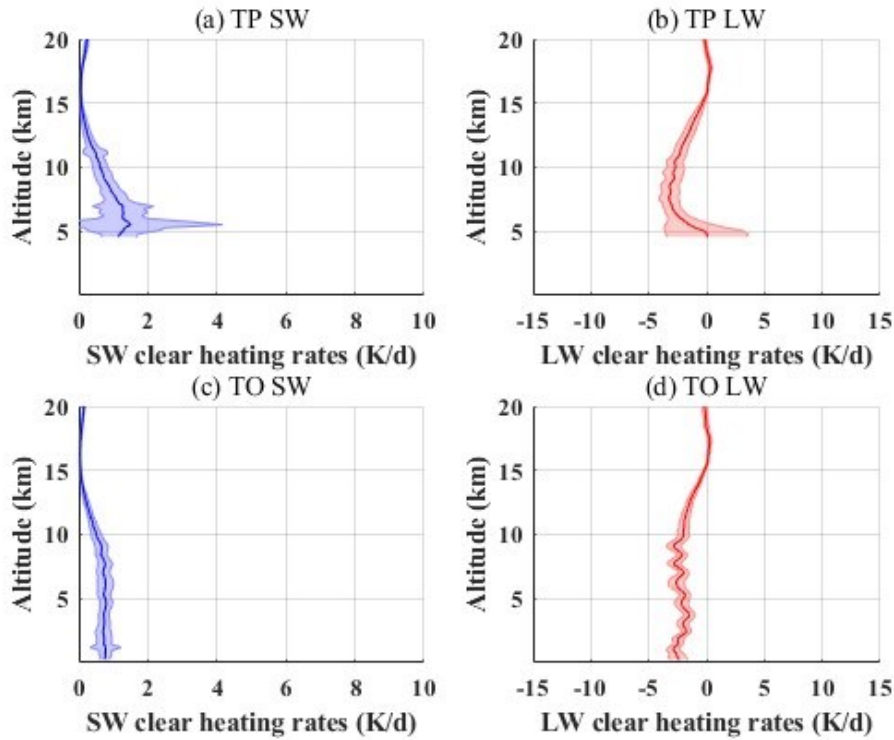 (a) TP SW
20
15
10
5
Altitude (km)
0 2 4 6 8 10
SW clear heating rates (K/d)
(b) TP LW
20
15
10
5
Altitude (km)
-15 -10 -5 0 5 10 15
LW clear heating rates (K/d)
(c) TO SW
20
15
10
5
Altitude (km)
0 2 4 6 8 10
SW clear heating rates (K/d)
(d) TO LW
20
15
10
5
Altitude (km)
-15 -10 -5 0 5 10 15
LW clear heating rates (K/d)